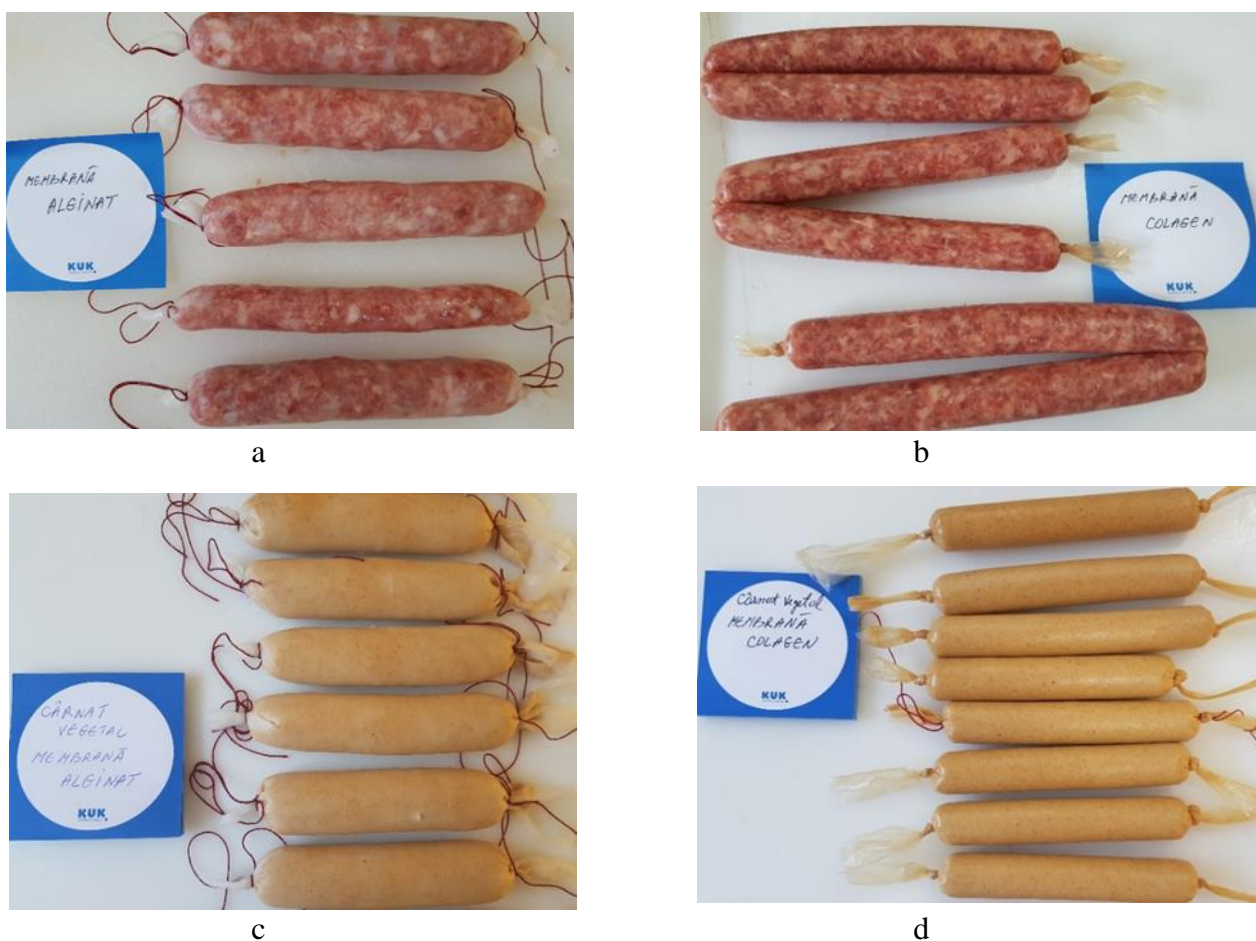 MEMBRANĂ
ALGINAT
KUK
MEMBRANĂ
COLAGEN
KUK
a
b
CÂRNAT
VEGETAL
MEMBRANĂ
ALGINAT
KUK
Cârnat vegetal
MEMBRANĂ
COLAGEN
KUK
c
d